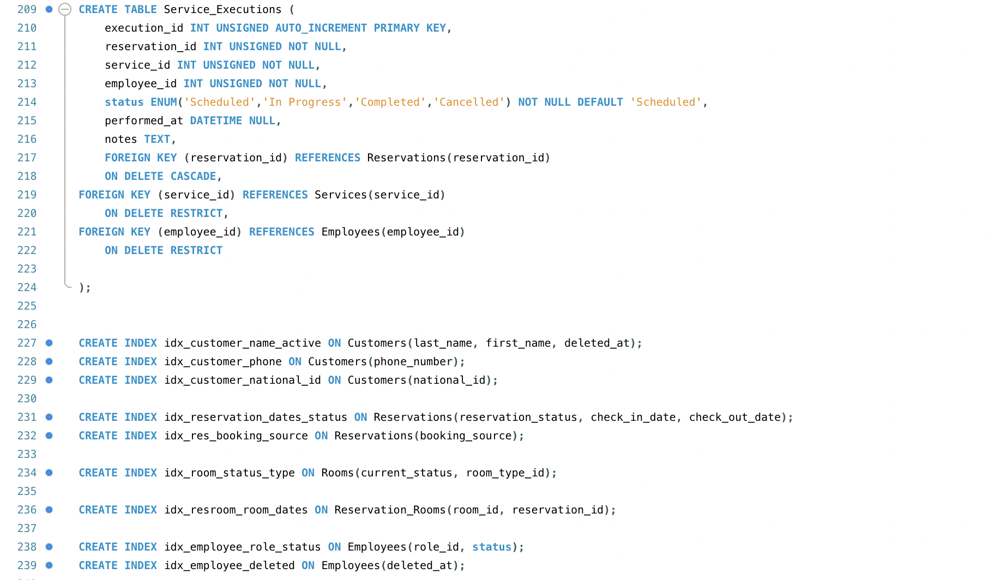 209 CREATE TABLE Service_Executions (
210 execution_id INT UNSIGNED AUTO_INCREMENT PRIMARY KEY,
211 reservation_id INT UNSIGNED NOT NULL,
212 service_id INT UNSIGNED NOT NULL,
213 employee_id INT UNSIGNED NOT NULL,
214 status ENUM('Scheduled','In Progress','Completed','Cancelled') NOT NULL DEFAULT 'Scheduled',
215 performed_at DATETIME NULL,
216 notes TEXT,
217 FOREIGN KEY (reservation_id) REFERENCES Reservations(reservation_id)
218 ON DELETE CASCADE,
219 FOREIGN KEY (service_id) REFERENCES Services(service_id)
220 ON DELETE RESTRICT,
221 FOREIGN KEY (employee_id) REFERENCES Employees(employee_id)
222 ON DELETE RESTRICT
223
224 );
225
226
227 CREATE INDEX idx_customer_name_active ON Customers(last_name, first_name, deleted_at);
228 CREATE INDEX idx_customer_phone ON Customers(phone_number);
229 CREATE INDEX idx_customer_national_id ON Customers(national_id);
230
231 CREATE INDEX idx_reservation_dates_status ON Reservations(reservation_status, check_in_date, check_out_date);
232 CREATE INDEX idx_res_booking_source ON Reservations(booking_source);
233
234 CREATE INDEX idx_room_status_type ON Rooms(current_status, room_type_id);
235
236 CREATE INDEX idx_resroom_room_dates ON Reservation_Rooms(room_id, reservation_id);
237
238 CREATE INDEX idx_employee_role_status ON Employees(role_id, status);
239 CREATE INDEX idx_employee_deleted ON Employees(deleted_at);